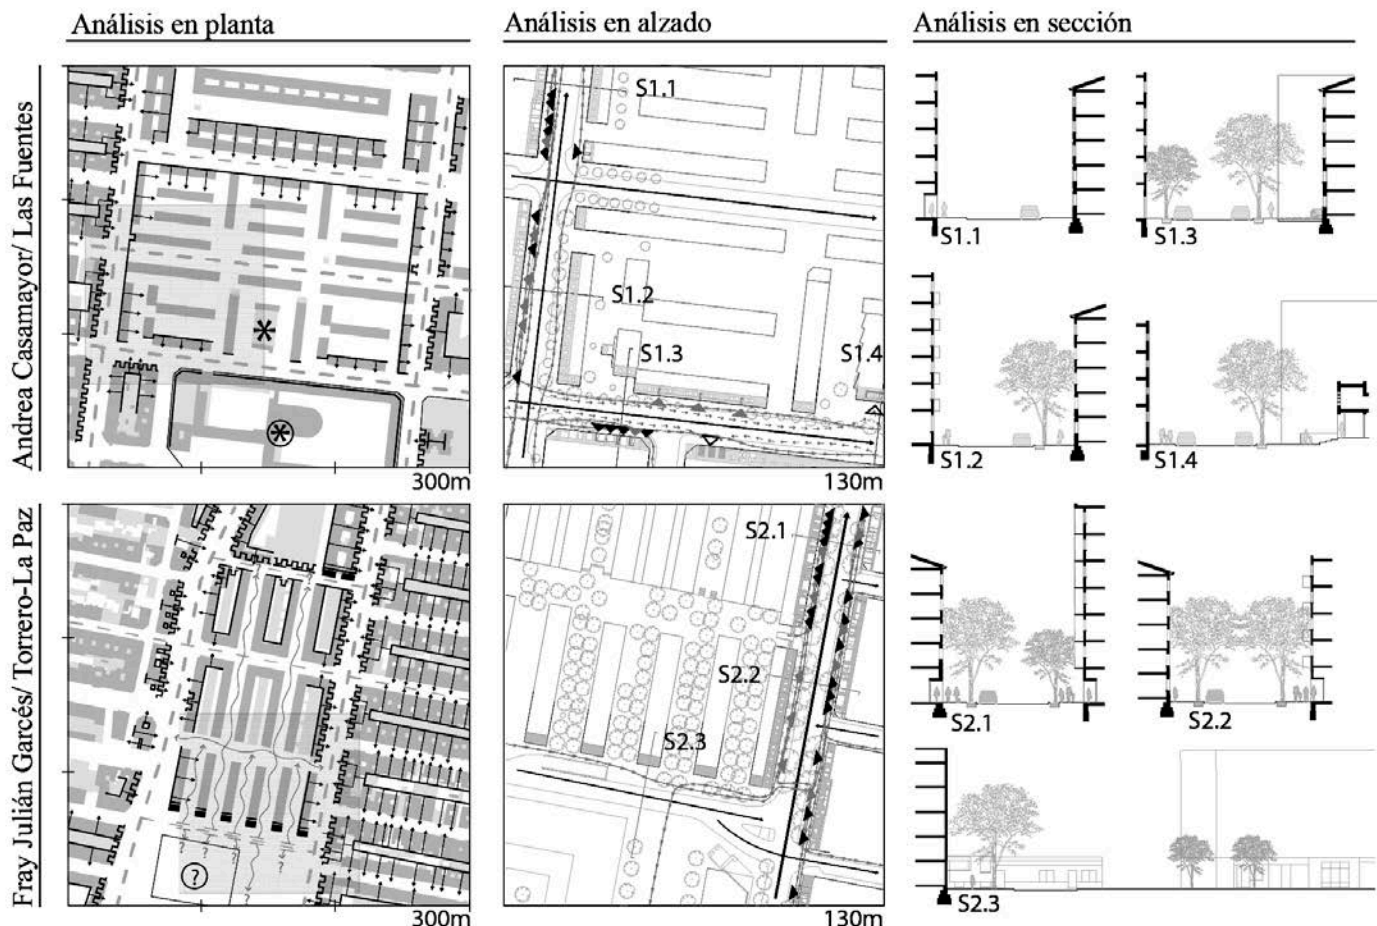 Análisis en planta
Análisis en alzado
Análisis en sección
Andrea Casamayor/ Las Fuentes
*
*
300m
S1.1
S1.2
S1.3
S1.4
130m
S1.1
S1.3
S1.2
S1.4
Fray Julián Garcés/ Torrero-La Paz
? ? ? ? ?
?
?
300m
S2.1
S2.2
S2.3
130m
S2.1
S2.2
S2.3